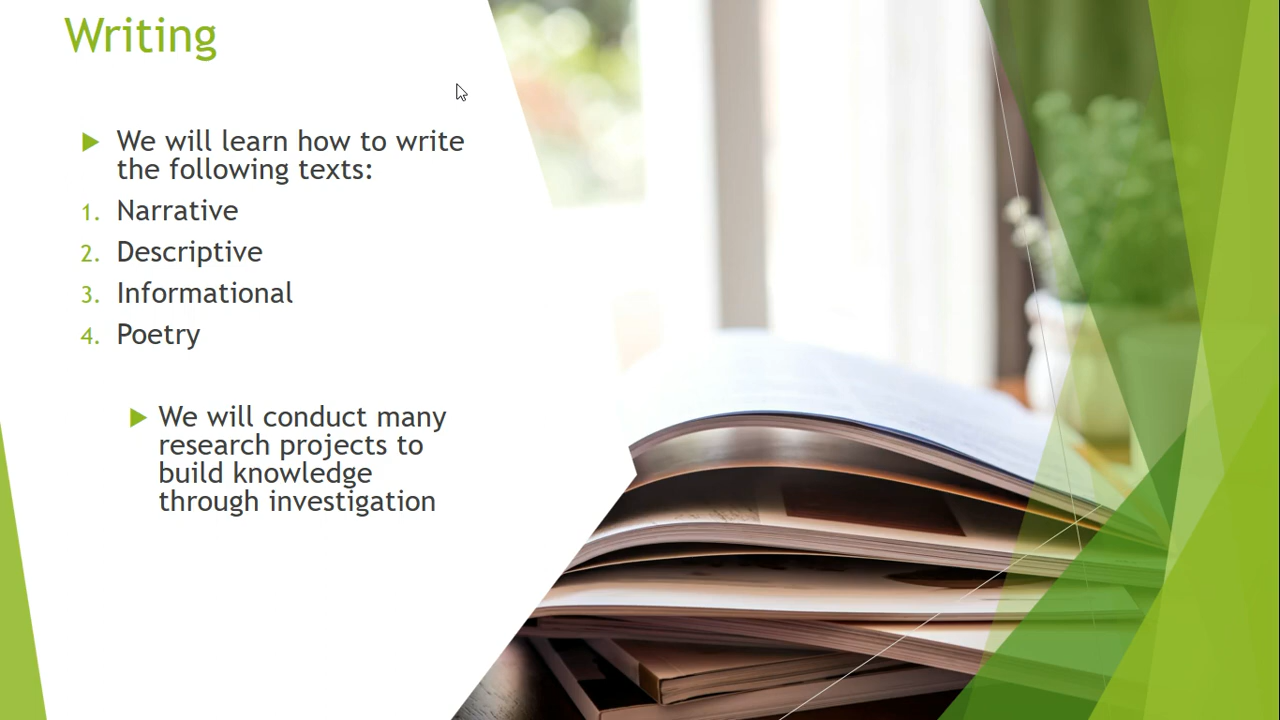 Writing
We will learn how to write
the following texts:
1. Narrative
2. Descriptive
3. Informational
4. Poetry
We will conduct many
research projects to
build knowledge
through investigation